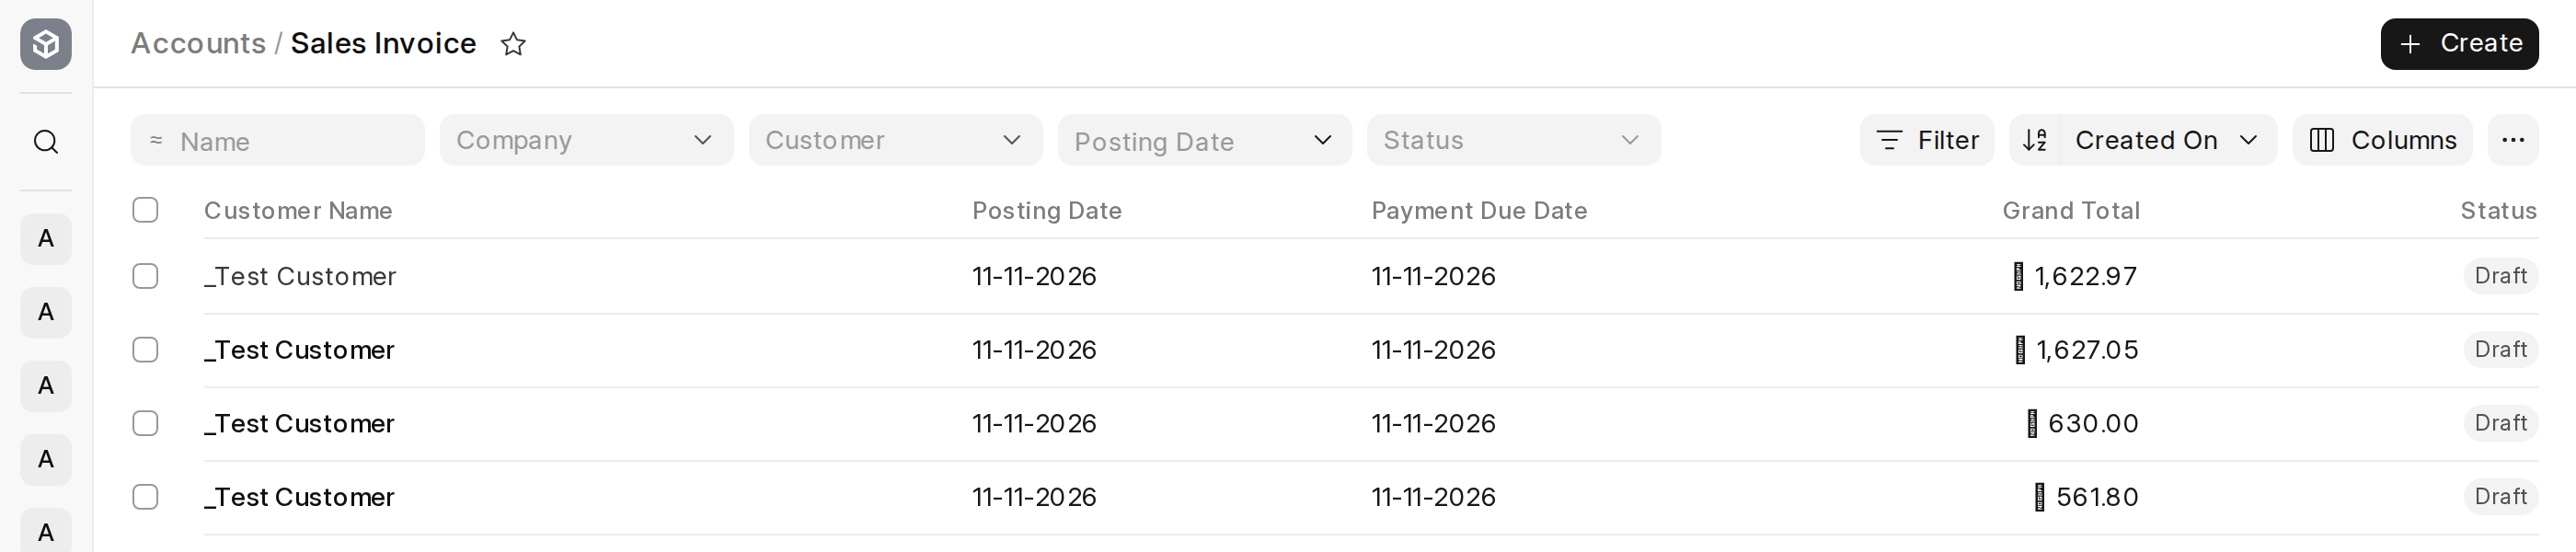 Accounts / Sales Invoice
Create
≈ Name Company Customer Posting Date Status Filter Created On Columns
Customer Name Posting Date Payment Due Date Grand Total Status
A
_Test Customer 11-11-2026 11-11-2026 1,622.97 Draft
A
_Test Customer 11-11-2026 11-11-2026 1,627.05 Draft
A
_Test Customer 11-11-2026 11-11-2026 630.00 Draft
A
_Test Customer 11-11-2026 11-11-2026 561.80 Draft
A